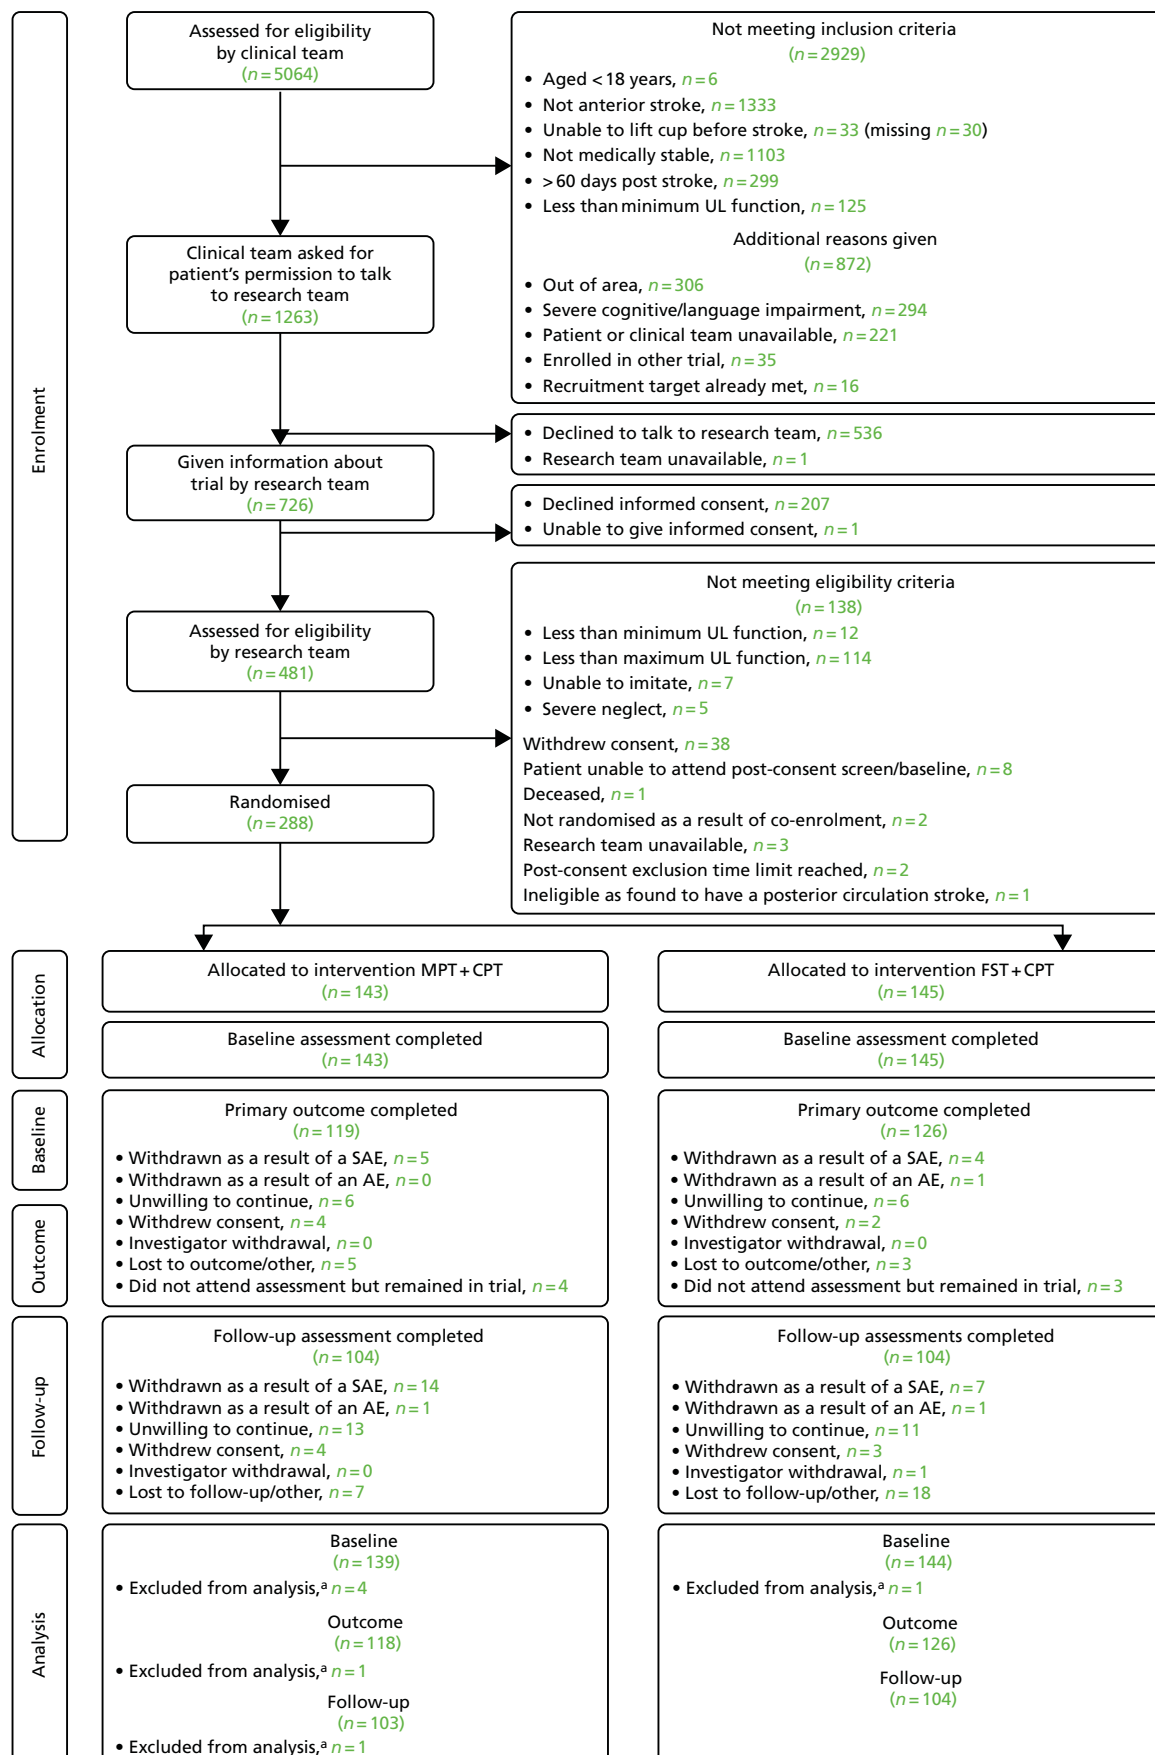 Enrolment
Assessed for eligibility
by clinical team
(n=5064)
Not meeting inclusion criteria
(n=2929)
• Aged <18 years, n=6
• Not anterior stroke, n=1333
• Unable to lift cup before stroke, n=33 (missing n=30)
• Not medically stable, n=1103
• >60 days post stroke, n=299
• Less than minimum UL function, n=125
Additional reasons given
(n=872)
• Out of area, n=306
• Severe cognitive/language impairment, n=294
• Patient or clinical team unavailable, n=221
• Enrolled in other trial, n=35
• Recruitment target already met, n=16
Clinical team asked for
patient's permission to talk
to research team
(n=1263)
• Declined to talk to research team, n=536
• Research team unavailable, n=1
Given information about
trial by research team
(n=726)
• Declined informed consent, n=207
• Unable to give informed consent, n=1
Assessed for eligibility
by research team
(n=481)
Not meeting eligibility criteria
(n=138)
• Less than minimum UL function, n=12
• Less than maximum UL function, n=114
• Unable to imitate, n=7
• Severe neglect, n=5
Withdrew consent, n=38
Patient unable to attend post-consent screen/baseline, n=8
Deceased, n=1
Not randomised as a result of co-enrolment, n=2
Research team unavailable, n=3
Post-consent exclusion time limit reached, n=2
Ineligible as found to have a posterior circulation stroke, n=1
Randomised
(n=288)
Allocation
Allocated to intervention MPT+CPT
(n=143)
Allocated to intervention FST+CPT
(n=145)
Baseline assessment completed
(n=143)
Baseline assessment completed
(n=145)
Baseline
Outcome
Primary outcome completed
(n=119)
• Withdrawn as a result of a SAE, n=5
• Withdrawn as a result of an AE, n=0
• Unwilling to continue, n=6
• Withdrew consent, n=4
• Investigator withdrawal, n=0
• Lost to outcome/other, n=5
• Did not attend assessment but remained in trial, n=4
Primary outcome completed
(n=126)
• Withdrawn as a result of a SAE, n=4
• Withdrawn as a result of an AE, n=1
• Unwilling to continue, n=6
• Withdrew consent, n=2
• Investigator withdrawal, n=0
• Lost to outcome/other, n=3
• Did not attend assessment but remained in trial, n=3
Follow-up
Follow-up assessment completed
(n=104)
• Withdrawn as a result of a SAE, n=14
• Withdrawn as a result of an AE, n=1
• Unwilling to continue, n=13
• Withdrew consent, n=4
• Investigator withdrawal, n=0
• Lost to follow-up/other, n=7
Follow-up assessments completed
(n=104)
• Withdrawn as a result of a SAE, n=7
• Withdrawn as a result of an AE, n=1
• Unwilling to continue, n=11
• Withdrew consent, n=3
• Investigator withdrawal, n=1
• Lost to follow-up/other, n=18
Analysis
Baseline
(n=139)
• Excluded from analysis,ᵃ n=4
Outcome
(n=118)
• Excluded from analysis,ᵃ n=1
Follow-up
(n=103)
• Excluded from analysis,ᵃ n=1
Baseline
(n=144)
• Excluded from analysis,ᵃ n=1
Outcome
(n=126)
Follow-up
(n=104)